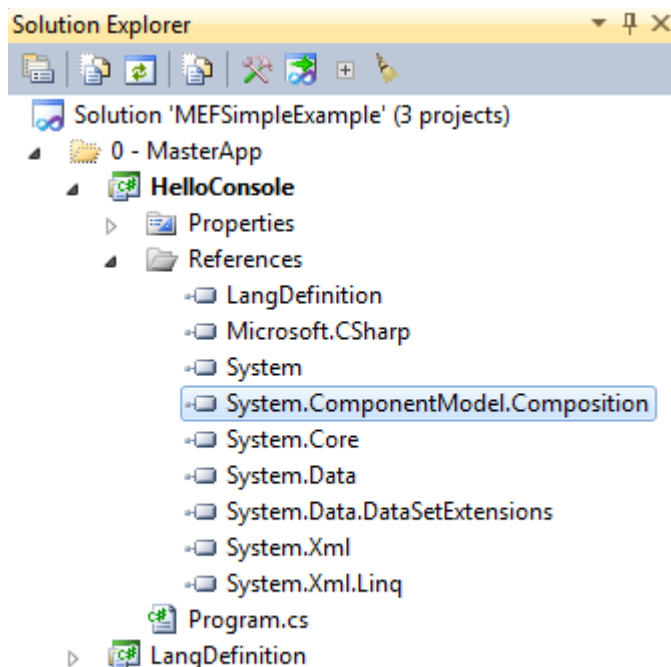 Solution Explorer
Solution 'MEFSimpleExample' (3 projects)
0 - MasterApp
HelloConsole
Properties
References
LangDefinition
Microsoft.CSharp
System
System.ComponentModel.Composition
System.Core
System.Data
System.Data.DataSetExtensions
System.Xml
System.Xml.Linq
Program.cs
LangDefinition